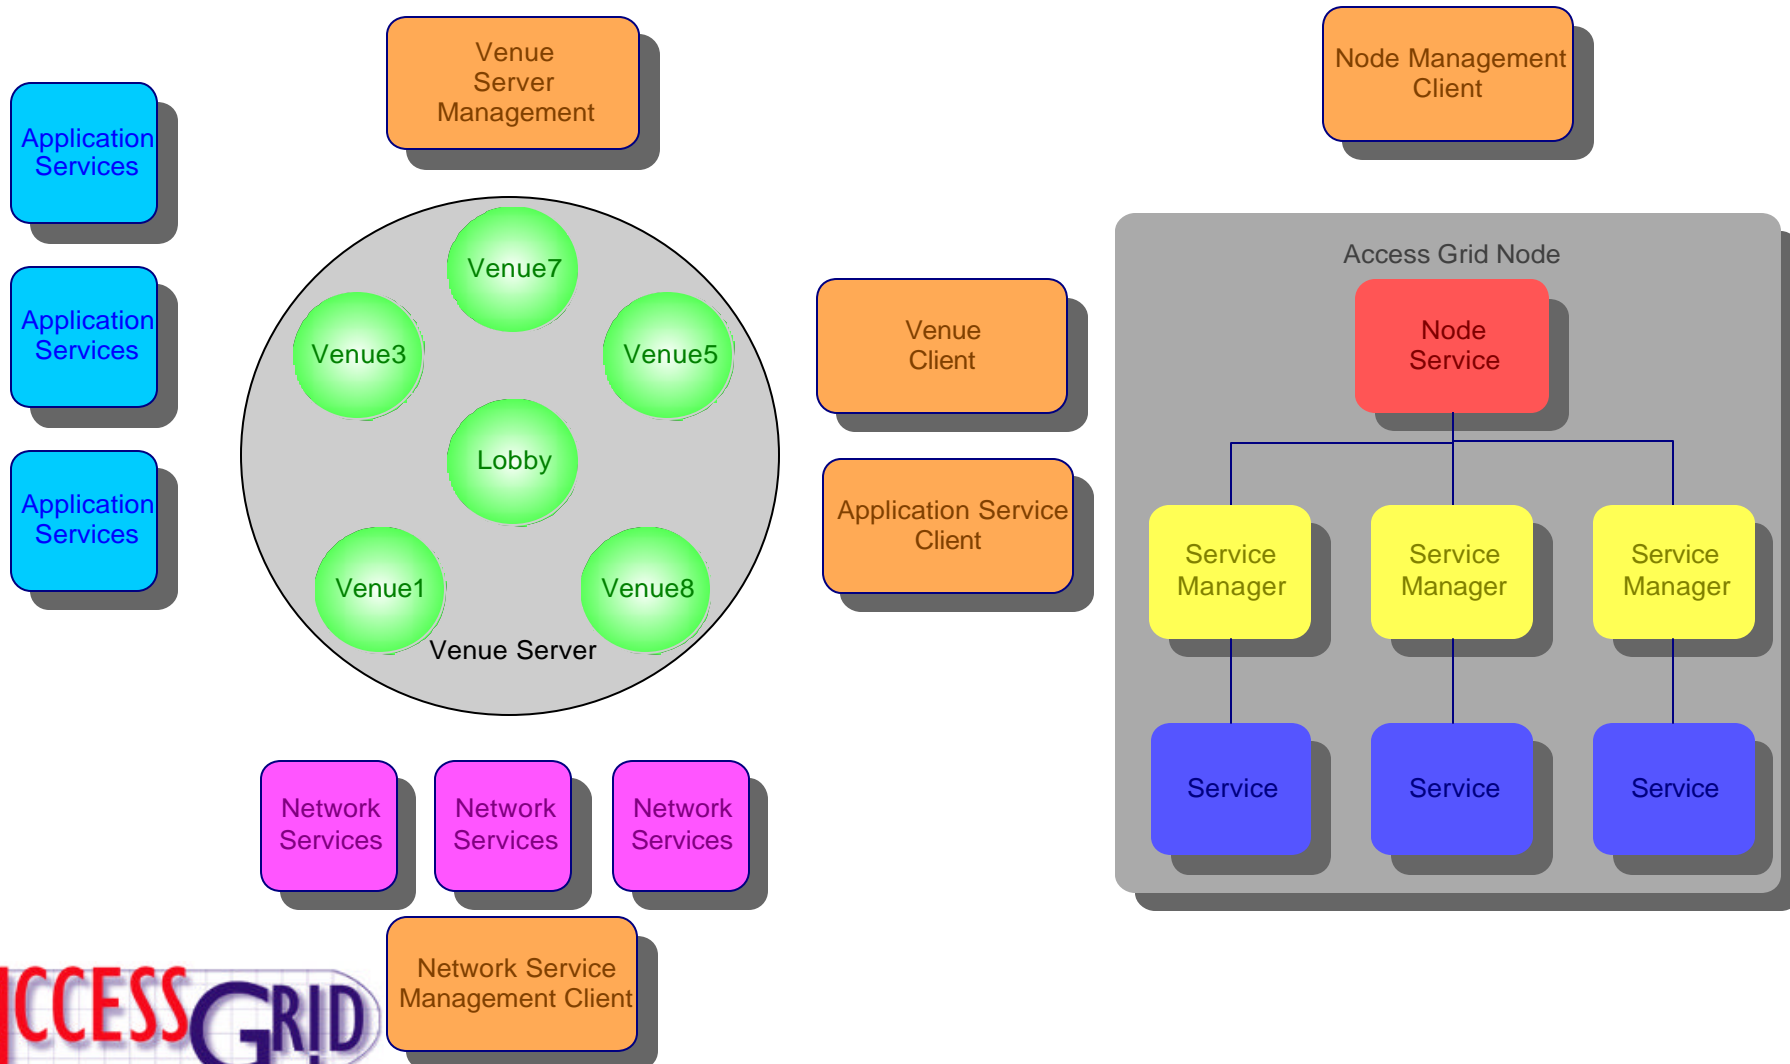 Venue
Server
Management
Node Management
Client
Application
Services
Application
Services
Application
Services
Venue7
Venue3
Venue5
Lobby
Venue1
Venue8
Venue Server
Venue
Client
Application Service
Client
Access Grid Node
Node
Service
Service
Manager
Service
Manager
Service
Manager
Service
Service
Service
Network
Services
Network
Services
Network
Services
Network Service
Management Client
ACCESS GRID